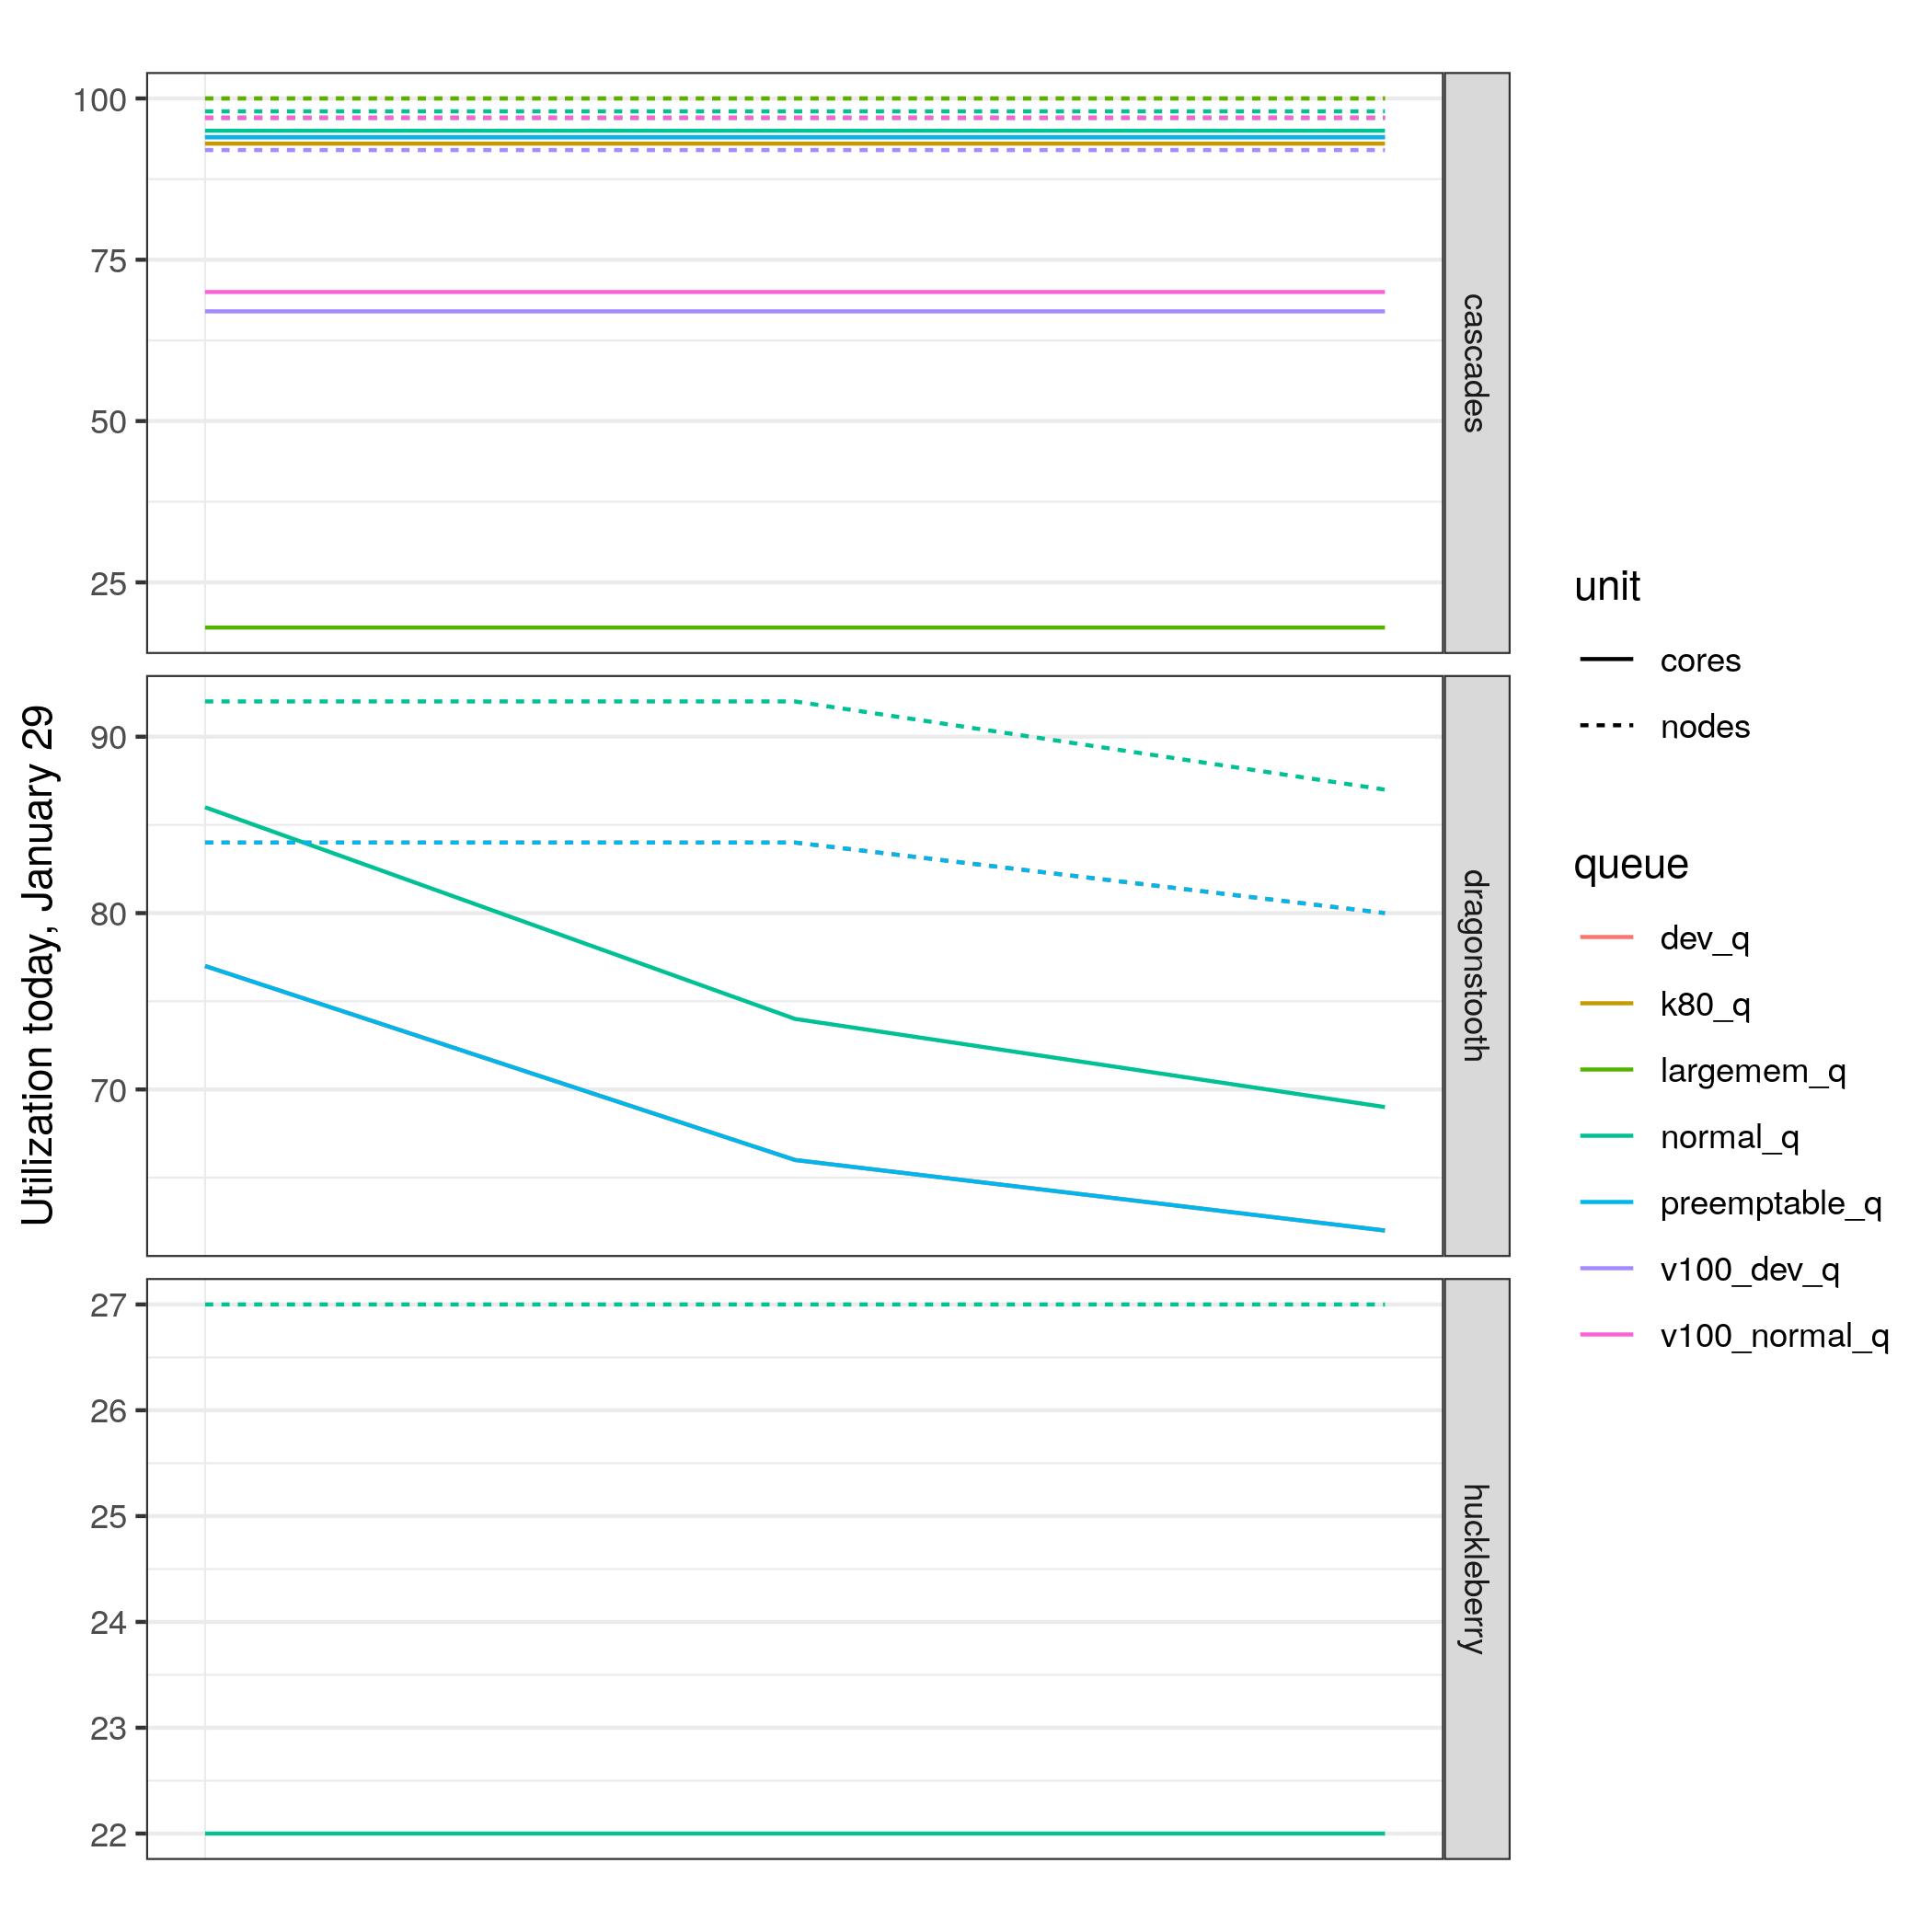 Utilization today, January 29
100
75
50
25
cascades
90
80
70
dragonstooth
27
26
25
24
23
22
huckleberry
unit
cores
nodes
queue
dev_q
k80_q
largemem_q
normal_q
preemptable_q
v100_dev_q
v100_normal_q